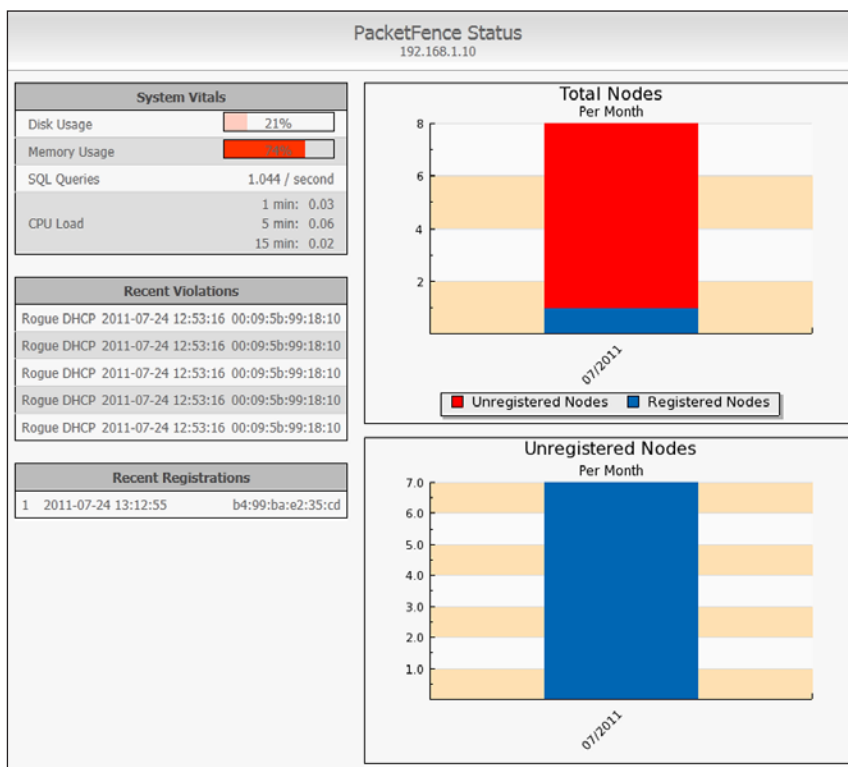 PacketFence Status
192.168.1.10
System Vitals
Disk Usage 21%
Memory Usage 74%
SQL Queries 1.044 / second
CPU Load
1 min: 0.03
5 min: 0.06
15 min: 0.02
Recent Violations
Rogue DHCP 2011-07-24 12:53:16 00:09:5b:99:18:10
Rogue DHCP 2011-07-24 12:53:16 00:09:5b:99:18:10
Rogue DHCP 2011-07-24 12:53:16 00:09:5b:99:18:10
Rogue DHCP 2011-07-24 12:53:16 00:09:5b:99:18:10
Rogue DHCP 2011-07-24 12:53:16 00:09:5b:99:18:10
Recent Registrations
1 2011-07-24 13:12:55 b4:99:ba:e2:35:cd
Total Nodes
Per Month
8
6
4
2
07/2011
Unregistered Nodes Registered Nodes
Unregistered Nodes
Per Month
7.0
6.0
5.0
4.0
3.0
2.0
1.0
07/2011